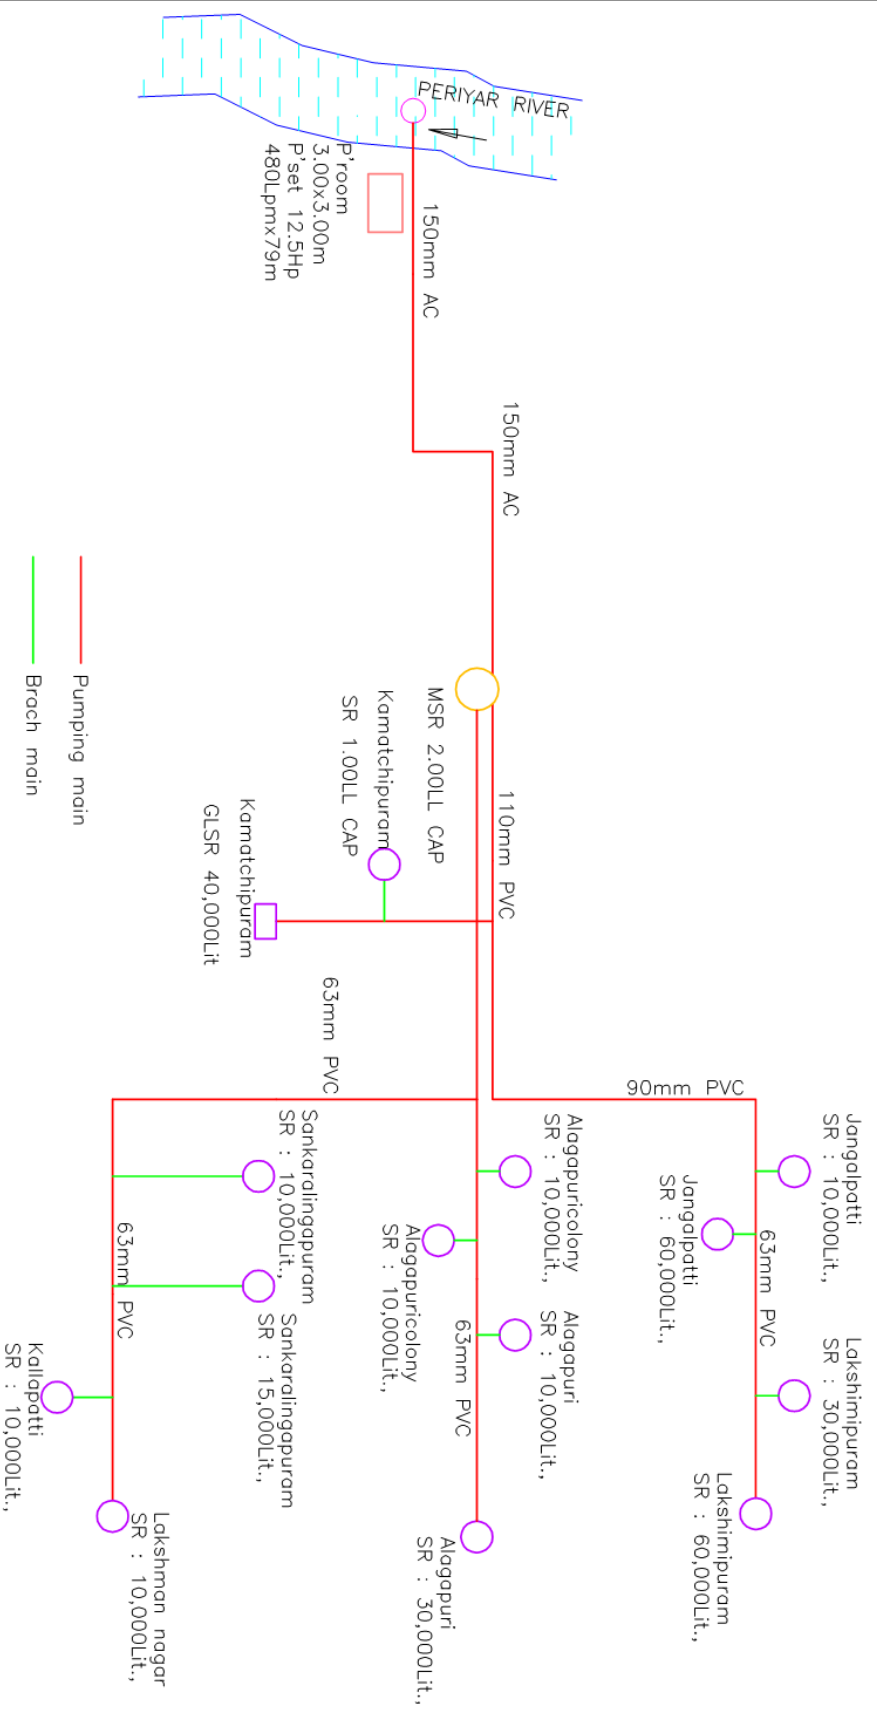 PERIYAR RIVER
P'room
3.00x3.00m
P'set 12.5Hp
480Lpmx79m
150mm AC
150mm AC
MSR 2.00LL CAP
110mm PVC
Kamatchipuram
SR 1.00LL CAP
Kamatchipuram
GLSR 40,000Lit
63mm PVC
90mm PVC
Jangalpatti
SR : 10,000Lit.,
Jangalpatti
SR : 60,000Lit.,
63mm PVC
Lakshimipuram
SR : 30,000Lit.,
Lakshimipuram
SR : 60,000Lit.,
Alagapuricolony
SR : 10,000Lit.,
Alagapuricolony
SR : 10,000Lit.,
Alagapuri
SR : 10,000Lit.,
63mm PVC
Alagapuri
SR : 30,000Lit.,
Sankaralingapuram
SR : 10,000Lit.,
Sankaralingapuram
SR : 15,000Lit.,
63mm PVC
Kallapatti
SR : 10,000Lit.,
Lakshman nagar
SR : 10,000Lit.,
Pumping main
Brach main